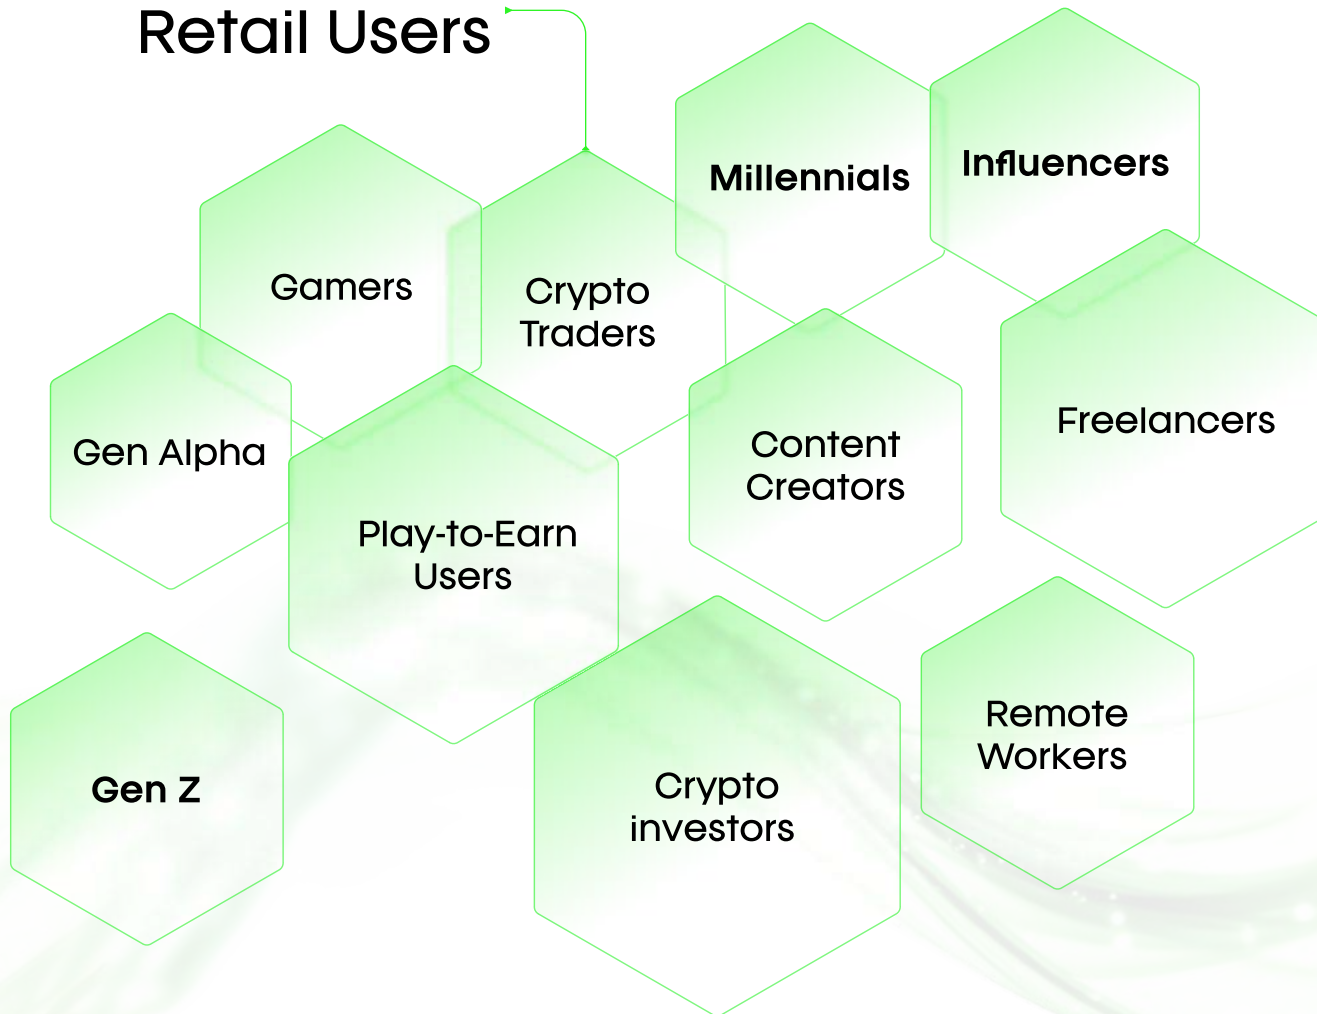 Retail Users
Millennials
Influencers
Gamers
Crypto
Traders
Gen Alpha
Content
Creators
Freelancers
Play-to-Earn
Users
Gen Z
Crypto
investors
Remote
Workers